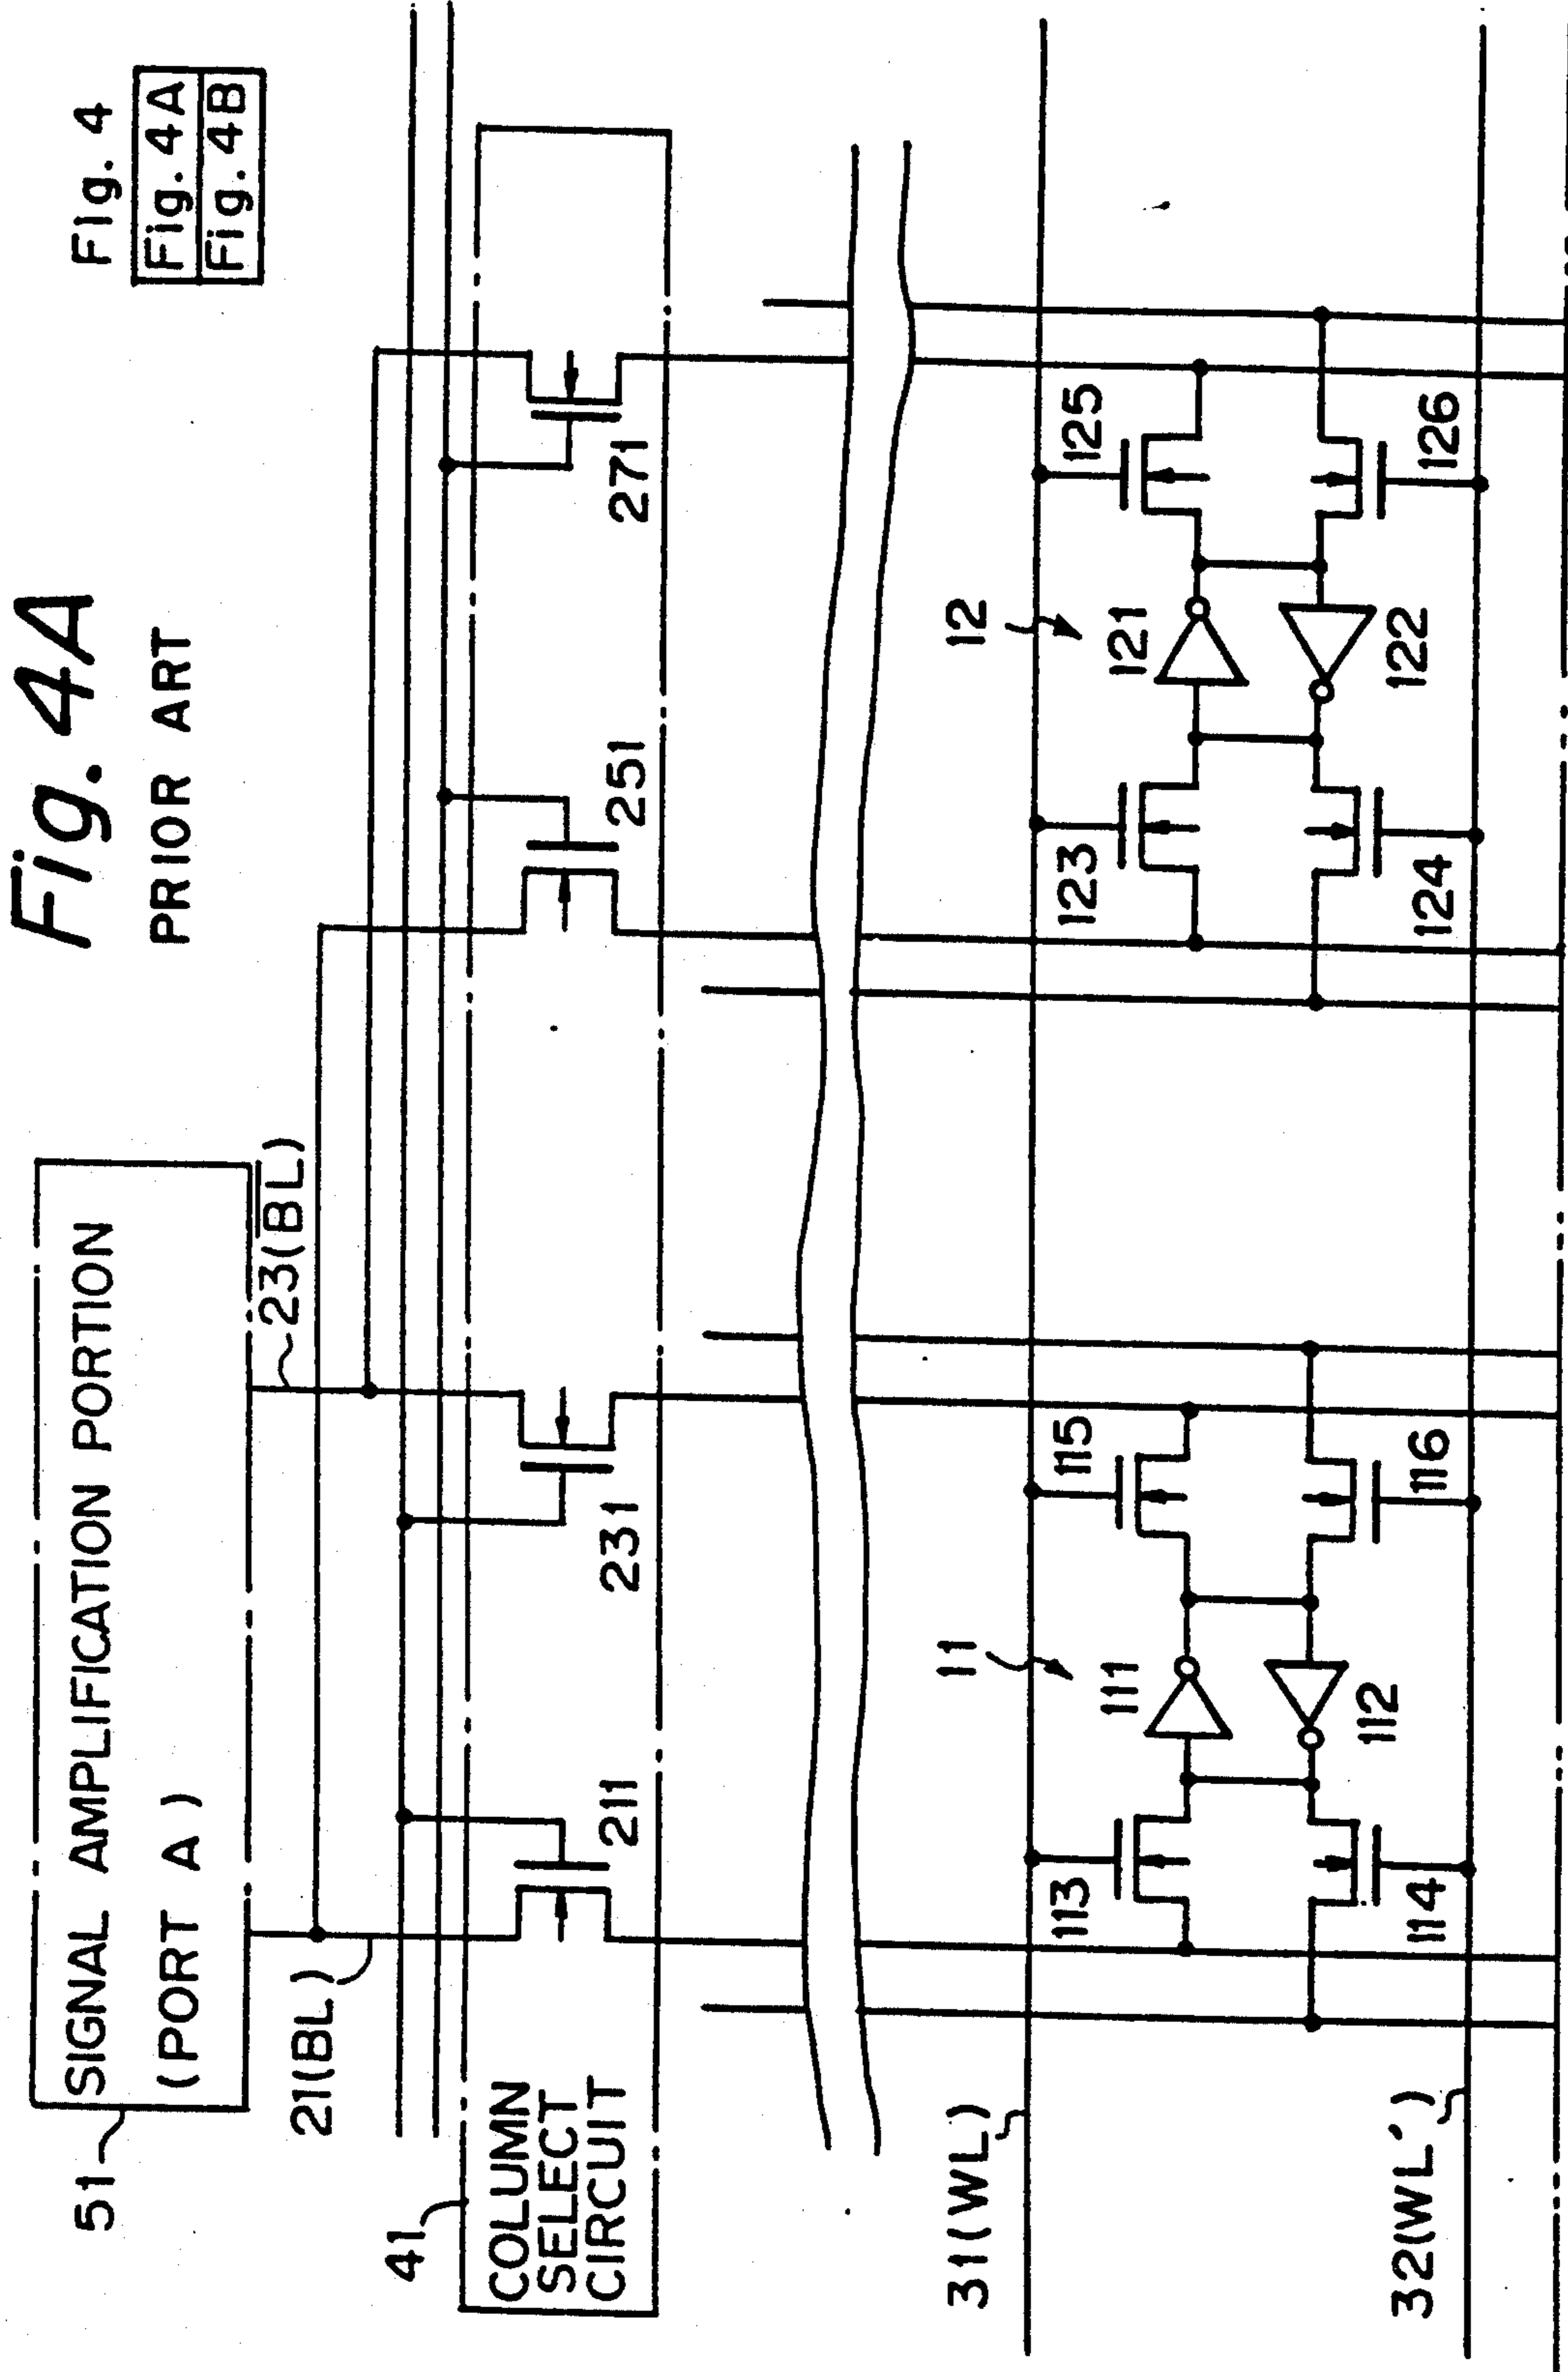 Fig. 4A
PRIOR ART
Fig. 4
Fig. 4A
Fig. 4B
51
SIGNAL AMPLIFICATION PORTION
(PORT A)
21(BL)
23(B̅L̅)
41
COLUMN
SELECT
CIRCUIT
211
231
251
271
31(WL)
11
12
113
111
115
123
121
125
114
112
116
124
122
126
32(WL')